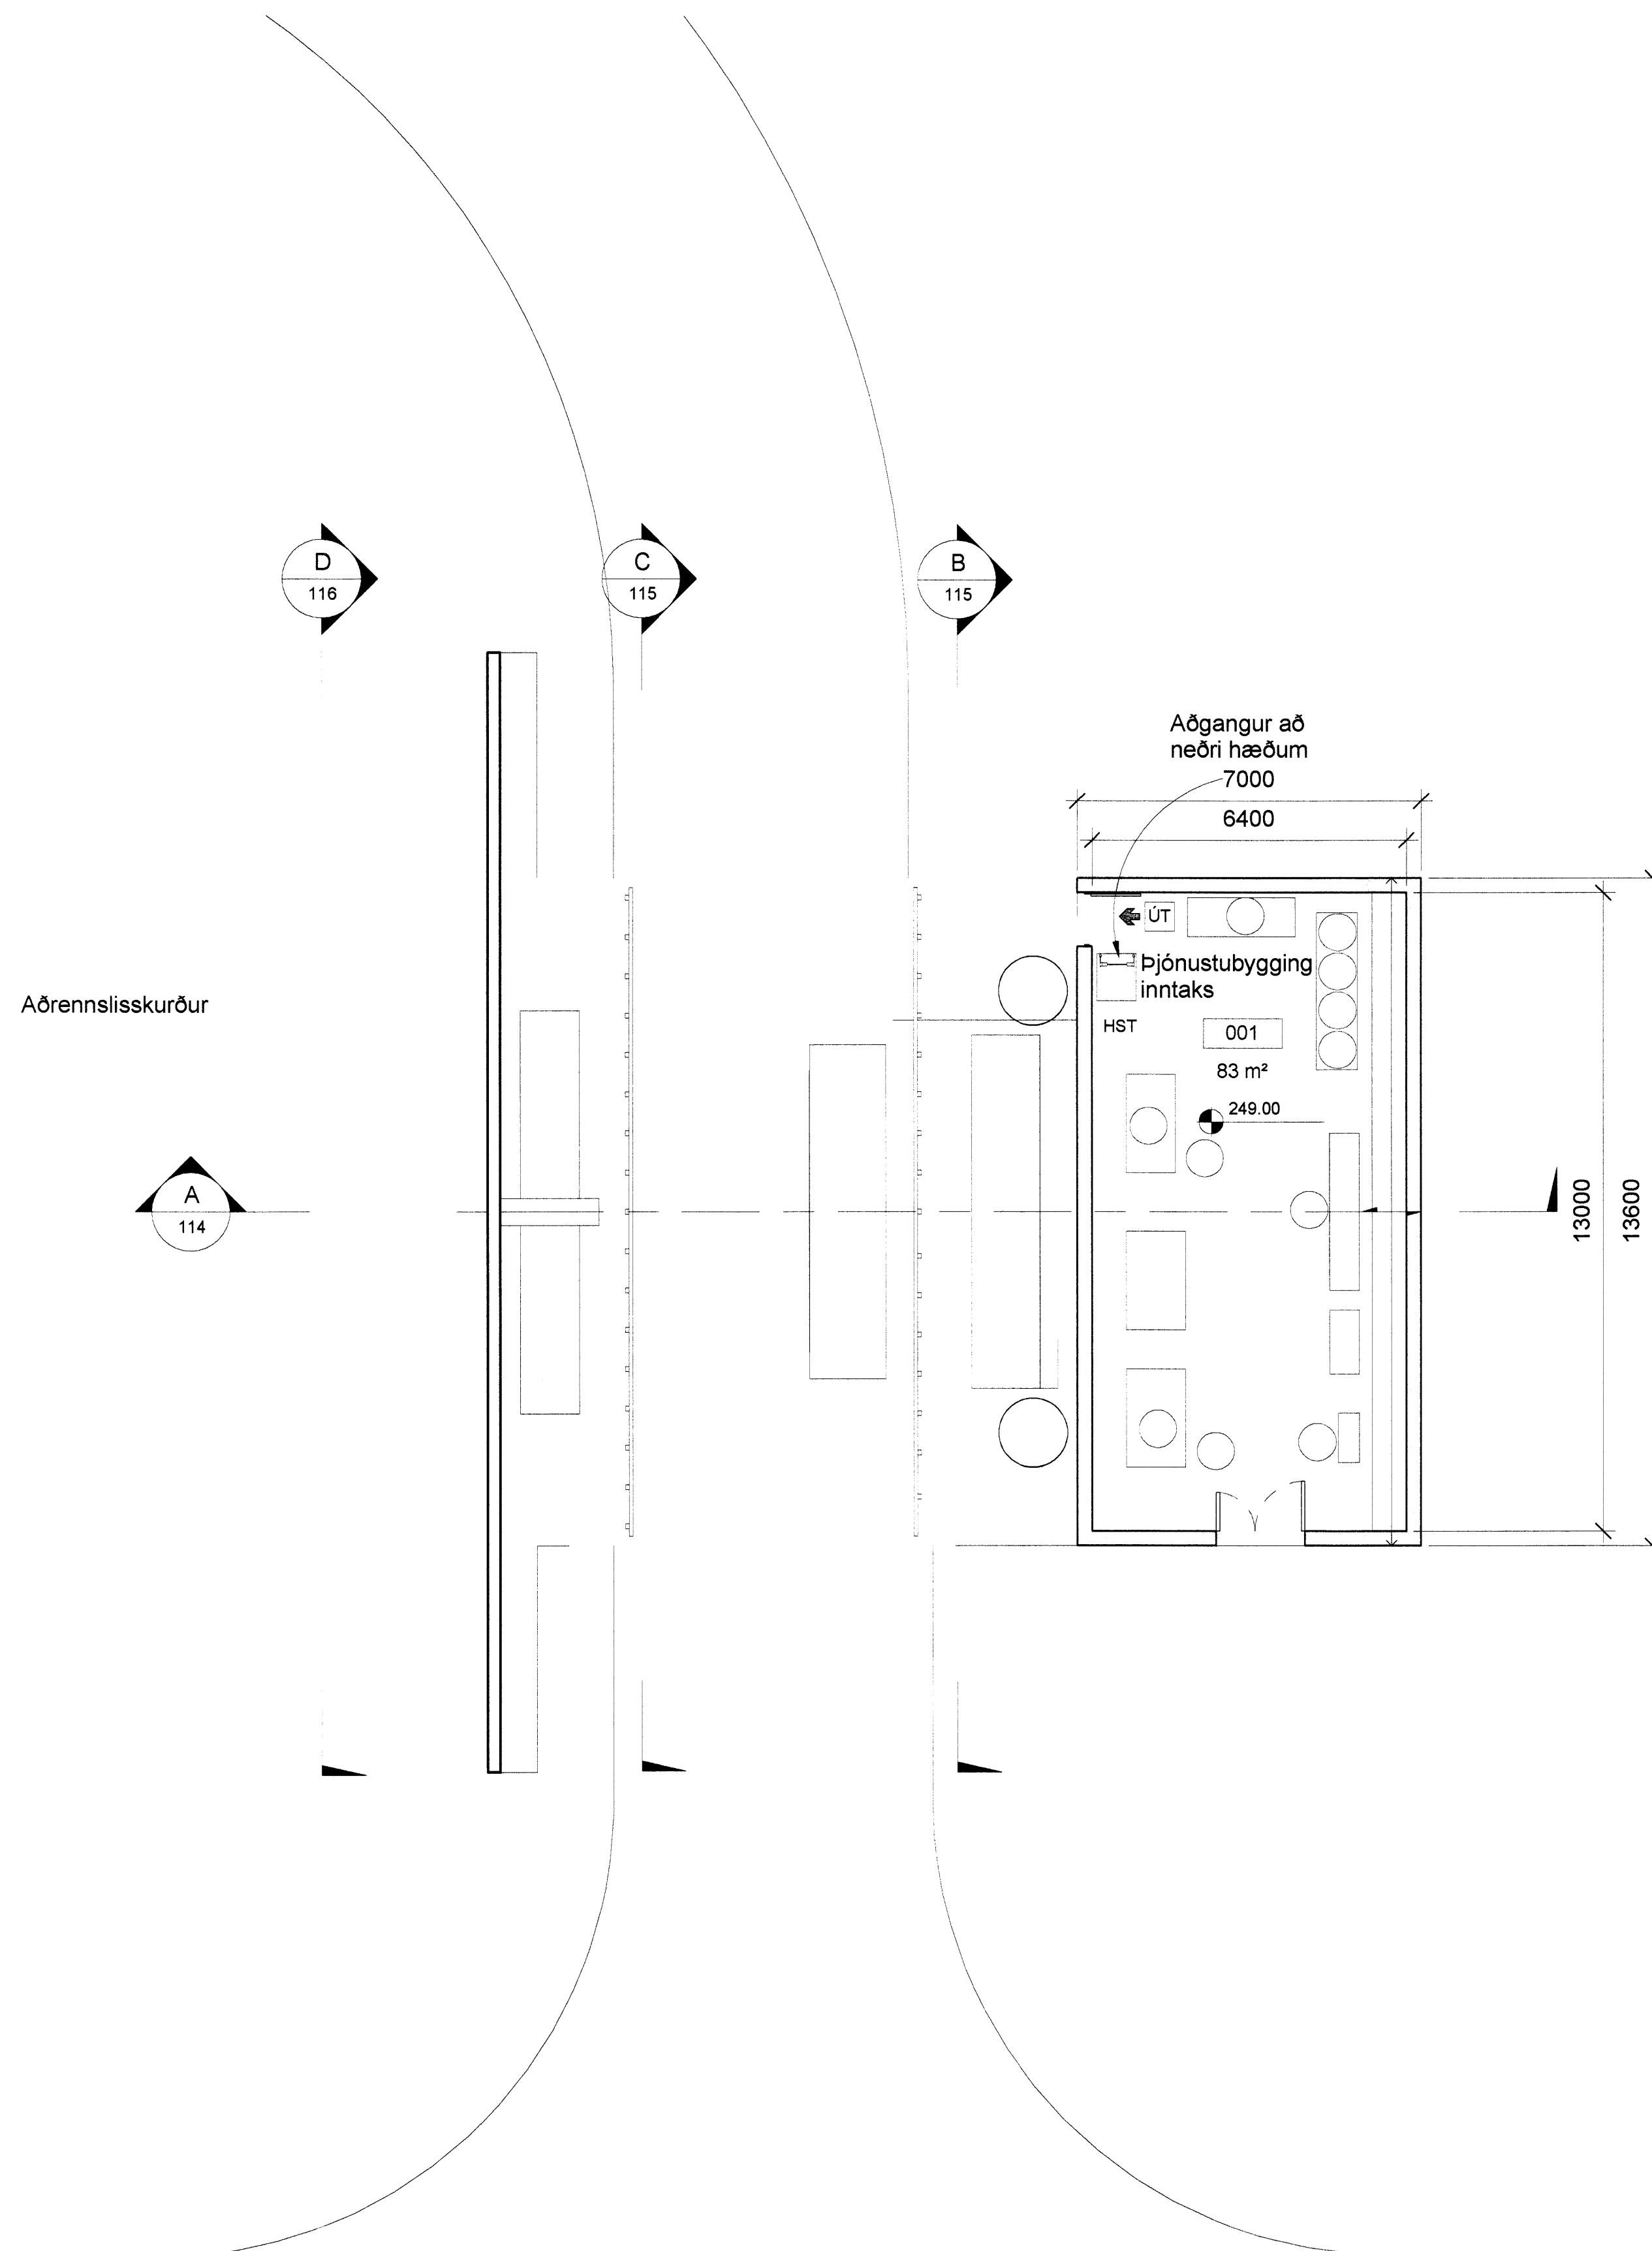 D
116
C
115
B
115
Aðgangur að
neðri hæðum
7000
6400
ÚT
Þjónustubygging
inntaks
Aðrennslisskurður
HST
001
83 m²
249.00
A
114
13000
13600